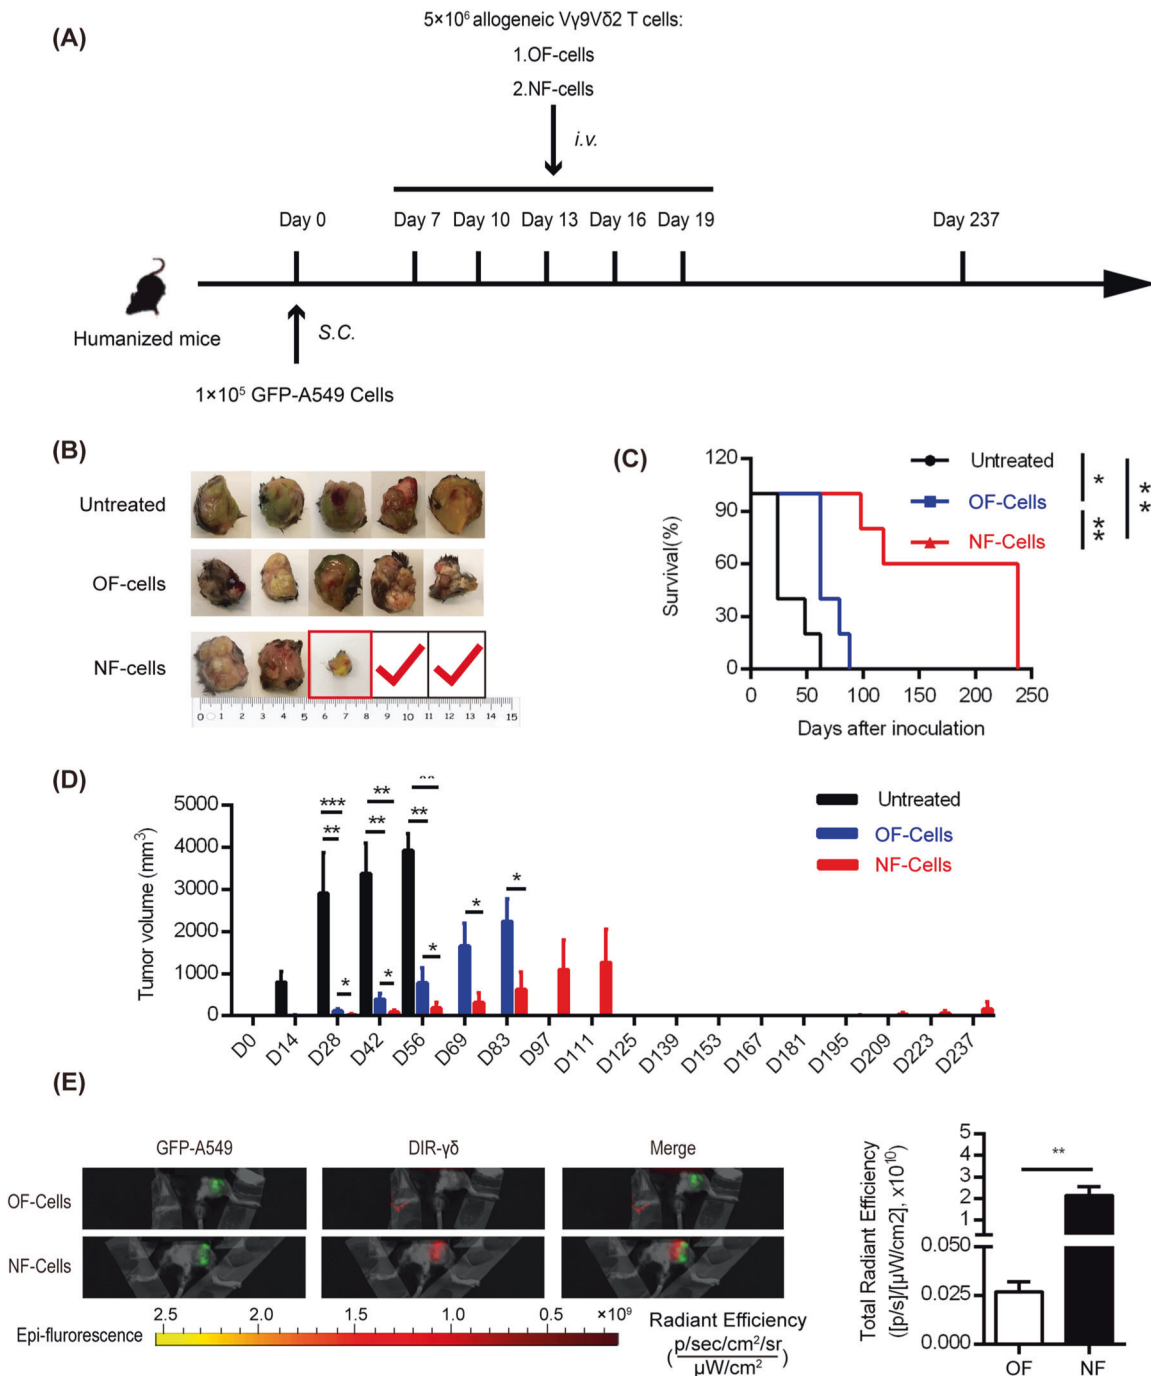 (A)
5×10⁶ allogeneic Vγ9Vδ2 T cells:
1.OF-cells
2.NF-cells
i.v.
Day 0 Day 7 Day 10 Day 13 Day 16 Day 19 Day 237
Humanized mice
S.C.
1×10⁵ GFP-A549 Cells
(B)
Untreated
OF-cells
NF-cells
0 1 2 3 4 5 6 7 8 9 10 11 12 13 14 15
(C)
Survival(%)
120
90
60
30
0
0 50 100 150 200 250
Days after inoculation
Untreated
OF-Cells
NF-Cells
*
**
**
(D)
Tumor volume (mm³)
5000
4000
3000
2000
1000
0
*** ** ** ** ** ** * * * * *
D0 D14 D28 D42 D56 D69 D83 D97 D111 D125 D139 D153 D167 D181 D195 D209 D223 D237
Untreated
OF-Cells
NF-Cells
(E)
GFP-A549 DIR-γδ Merge
OF-Cells
NF-Cells
Epi-flurorescence
2.5 2.0 1.5 1.0 0.5 ×10⁹
Radiant Efficiency
(p/sec/cm²/sr
μW/cm²)
Total Radiant Efficiency
([p/s]/[μW/cm2], x10¹⁰)
5
4
3
2
1
0.050
0.025
0.000
**
OF NF